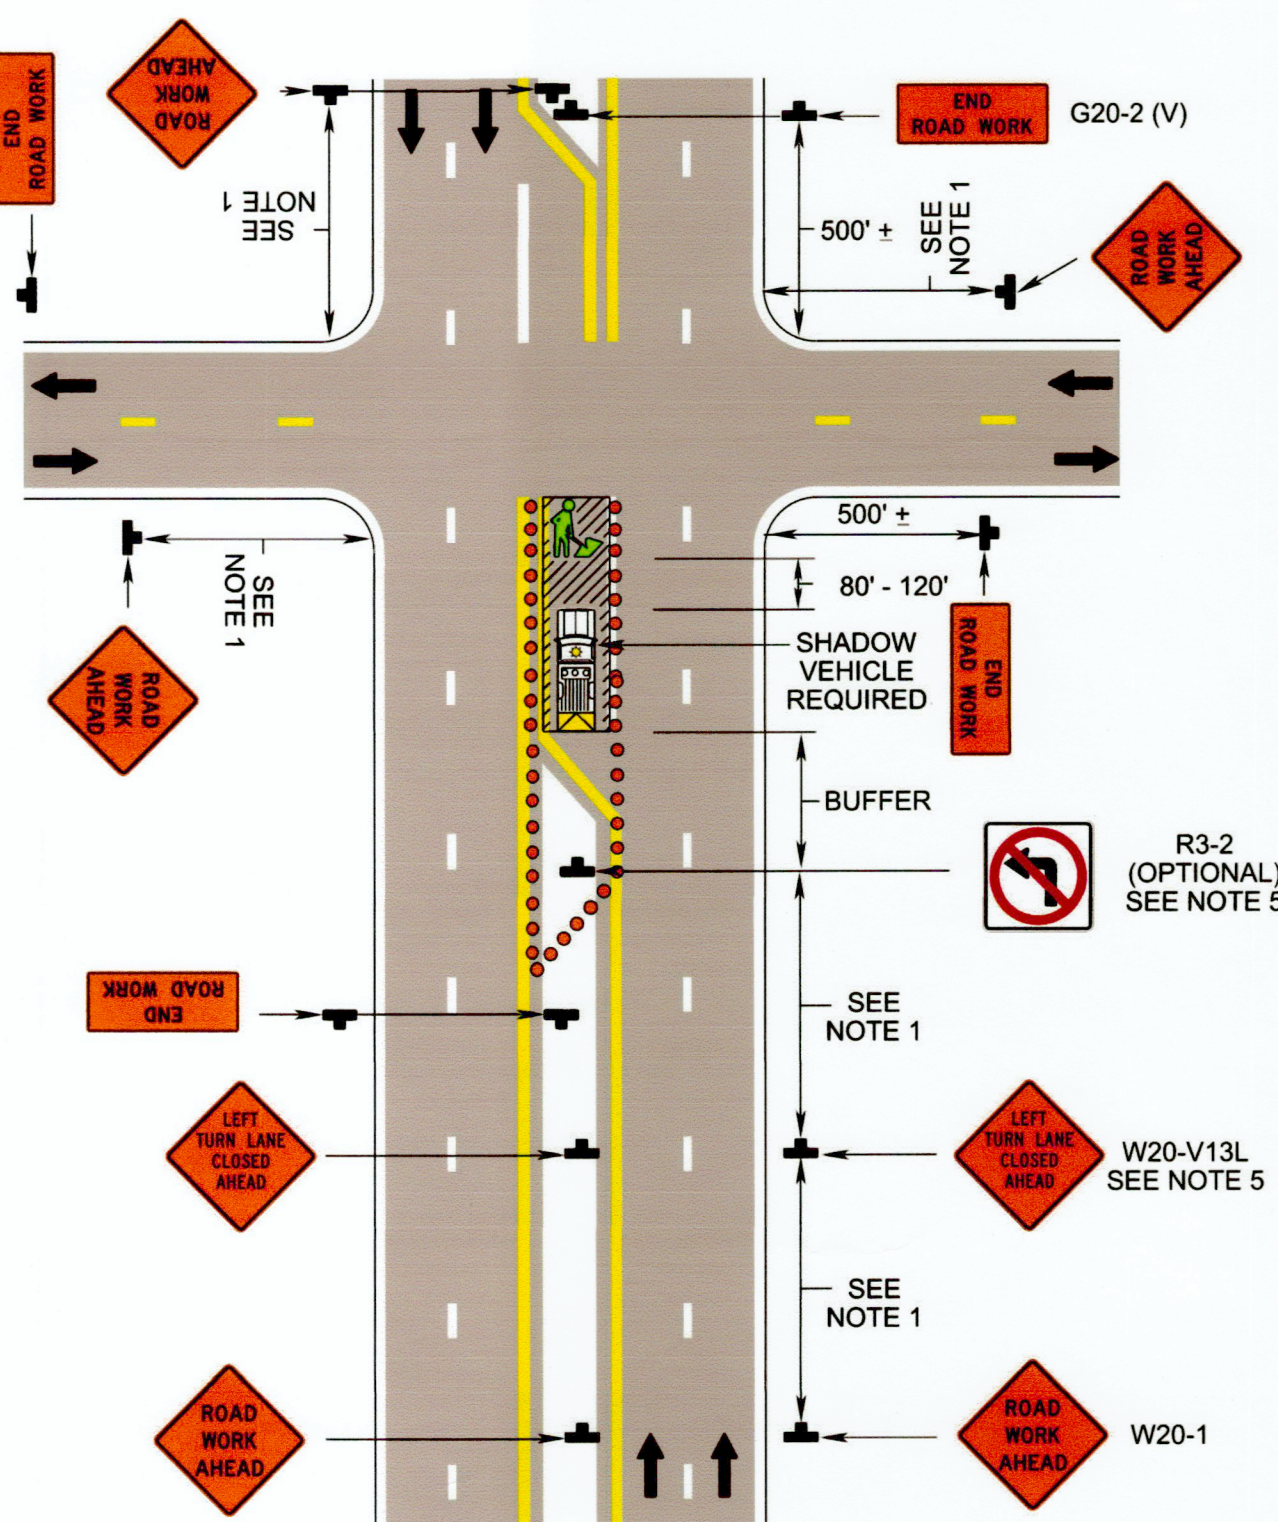 ROAD
WORK
AHEAD
END
ROAD WORK
END
ROAD WORK
G20-2 (V)
SEE
NOTE 1
500' ±
SEE
NOTE 1
ROAD
WORK
AHEAD
500' ±
80' - 120'
SEE
NOTE 1
SHADOW
VEHICLE
REQUIRED
END
ROAD WORK
ROAD
WORK
AHEAD
BUFFER
R3-2
(OPTIONAL)
SEE NOTE 5
END
ROAD WORK
SEE
NOTE 1
LEFT
TURN LANE
CLOSED
AHEAD
LEFT
TURN LANE
CLOSED
AHEAD
W20-V13L
SEE NOTE 5
SEE
NOTE 1
ROAD
WORK
AHEAD
ROAD
WORK
AHEAD
W20-1